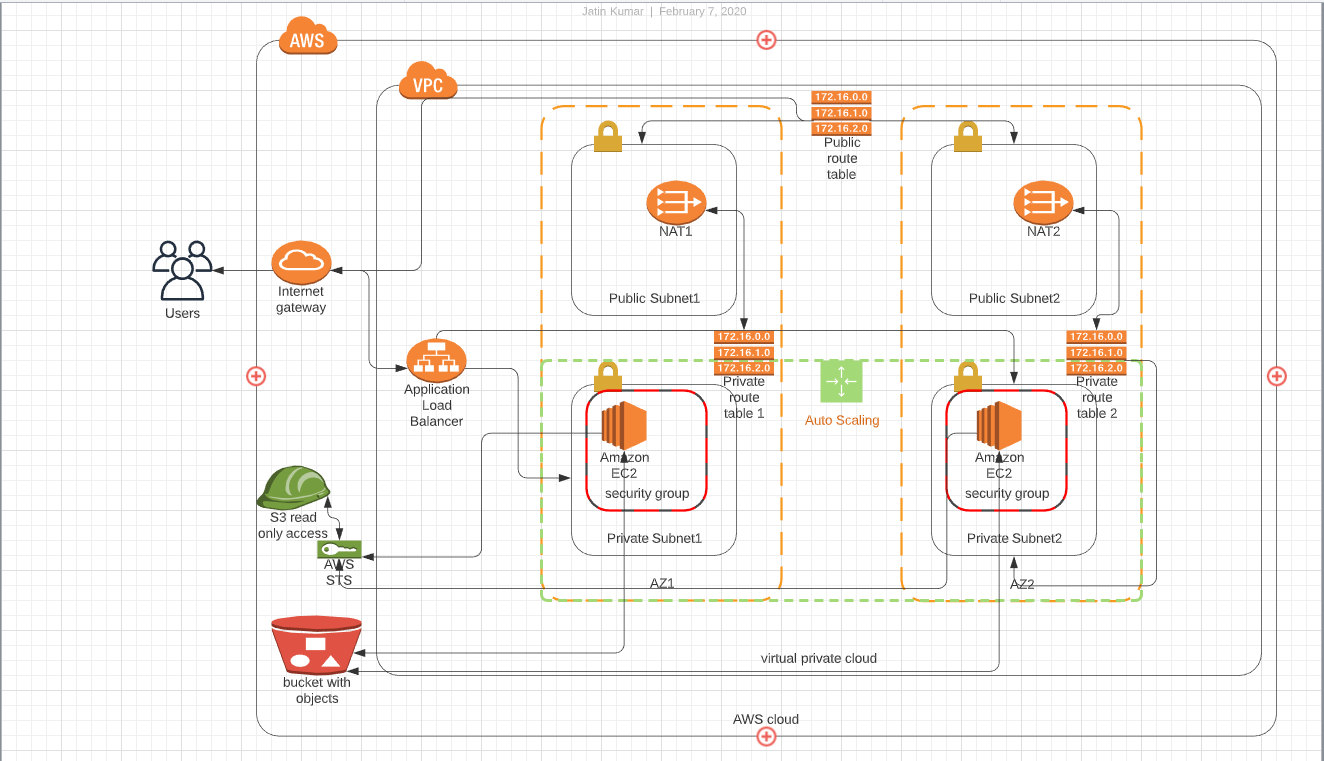 Jatin Kumar | February 7, 2020
AWS
VPC
172.16.0.0
172.16.1.0
172.16.2.0
Public
route
table
NAT1
NAT2
Public Subnet1
Public Subnet2
Users
Internet
gateway
172.16.0.0
172.16.1.0
172.16.2.0
Private
route
table 1
172.16.0.0
172.16.1.0
172.16.2.0
Private
route
table 2
Application
Load
Balancer
Auto Scaling
Amazon
EC2
security group
Private Subnet1
Amazon
EC2
security group
Private Subnet2
S3 read
only access
AWS
STS
AZ1
AZ2
virtual private cloud
bucket with
objects
AWS cloud